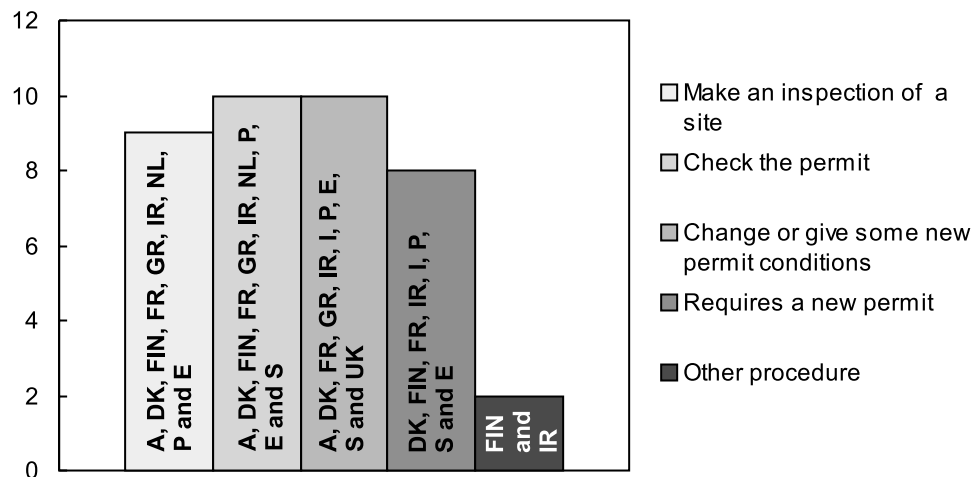 12
10
8
6
4
2
0
A, DK, FIN, FR, GR, IR, NL,
P and E
A, DK, FIN, FR, GR, IR, NL, P,
E and S
A, DK, FR, GR, IR, I, P, E,
S and UK
DK, FIN, FR, IR, I, P,
S and E
FIN
and
IR
Make an inspection of a
site
Check the permit
Change or give some new
permit conditions
Requires a new permit
Other procedure